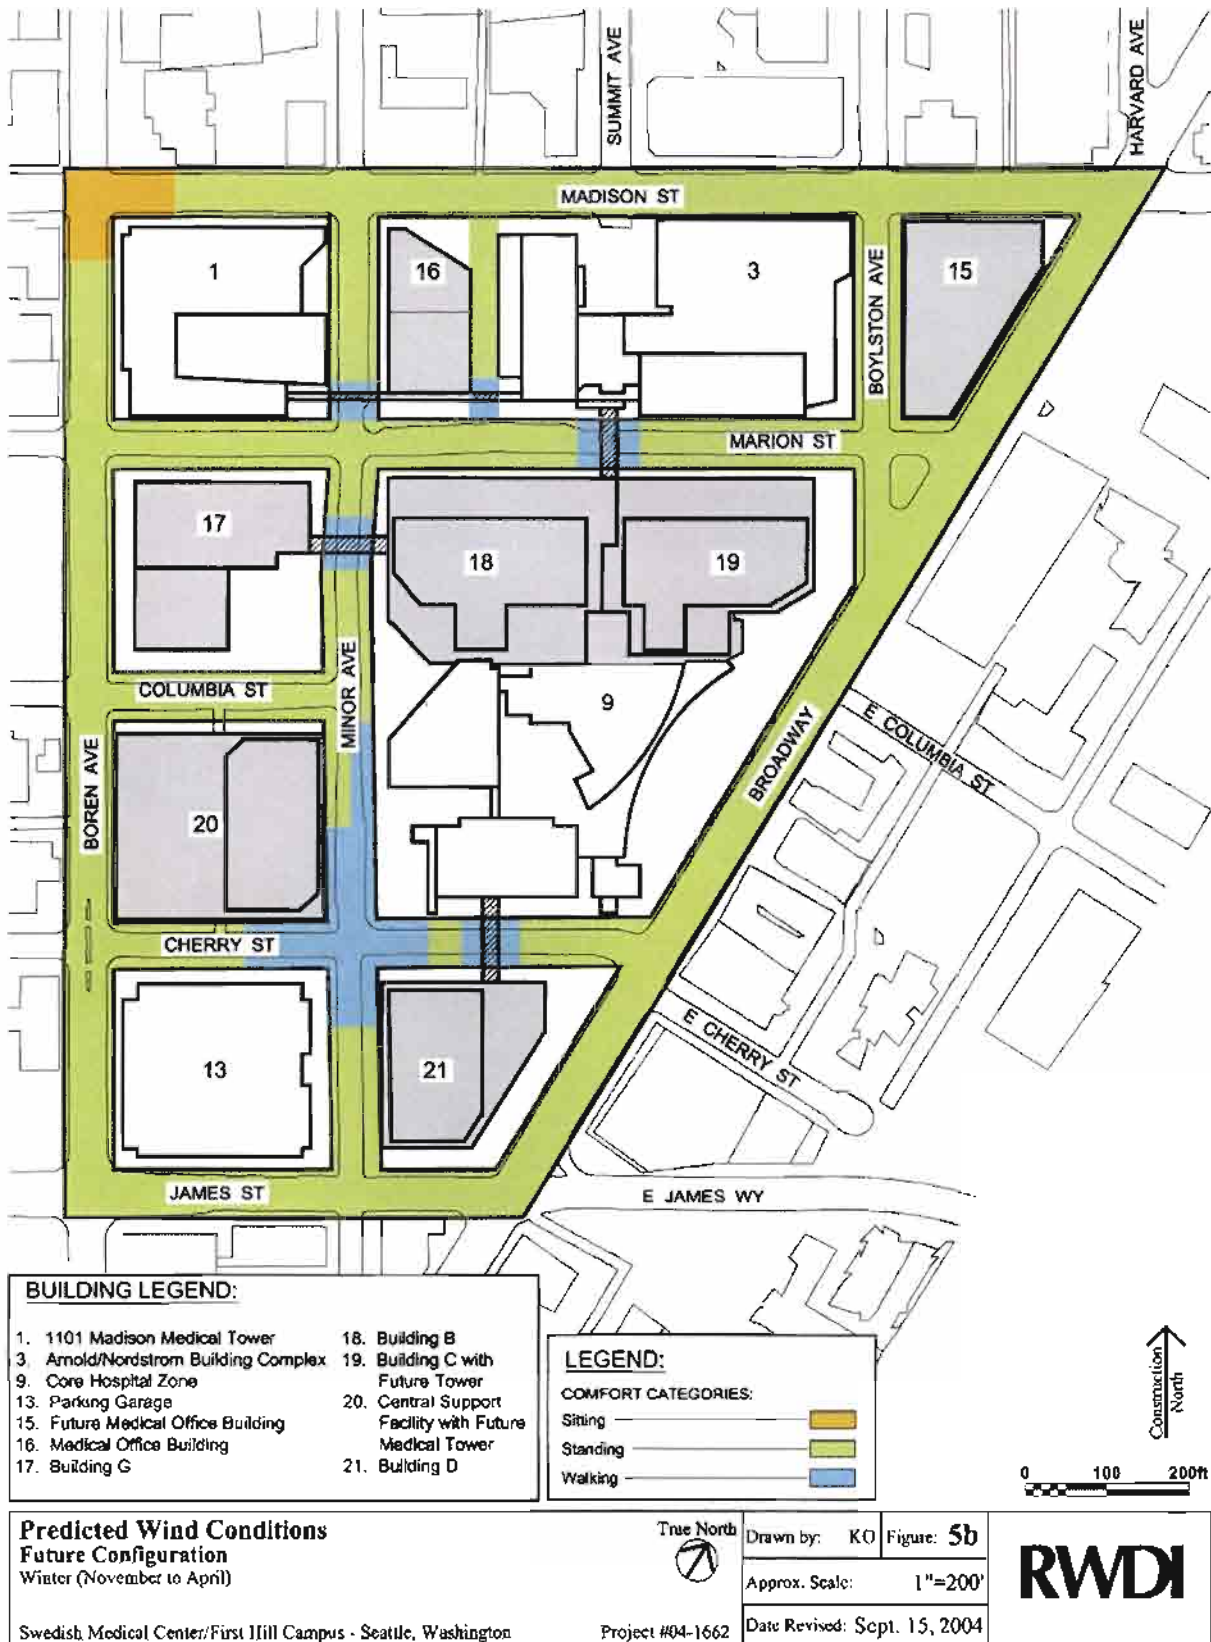 SUMMIT AVE
HARVARD AVE
MADISON ST
1
16
3
BOYLSTON AVE
15
MARION ST
17
18
19
MINOR AVE
COLUMBIA ST
9
E COLUMBIA ST
BROADWAY
BOREN AVE
20
CHERRY ST
E CHERRY ST
13
21
JAMES ST
E JAMES WY
BUILDING LEGEND:
1. 1101 Madison Medical Tower
3. Arnold/Nordstrom Building Complex
9. Core Hospital Zone
13. Parking Garage
15. Future Medical Office Building
16. Medical Office Building
17. Building G
18. Building B
19. Building C with
Future Tower
20. Central Support
Facility with Future
Medical Tower
21. Building D
LEGEND:
COMFORT CATEGORIES:
Sitting
Standing
Walking
Construction
North
0 100 200ft
Predicted Wind Conditions
Future Configuration
Winter (November to April)
Swedish Medical Center/First Hill Campus - Seattle, Washington
True North
Project #04-1662
Drawn by: KO Figure: 5b
Approx. Scale: 1"=200'
Date Revised: Sept. 15, 2004
RWDI